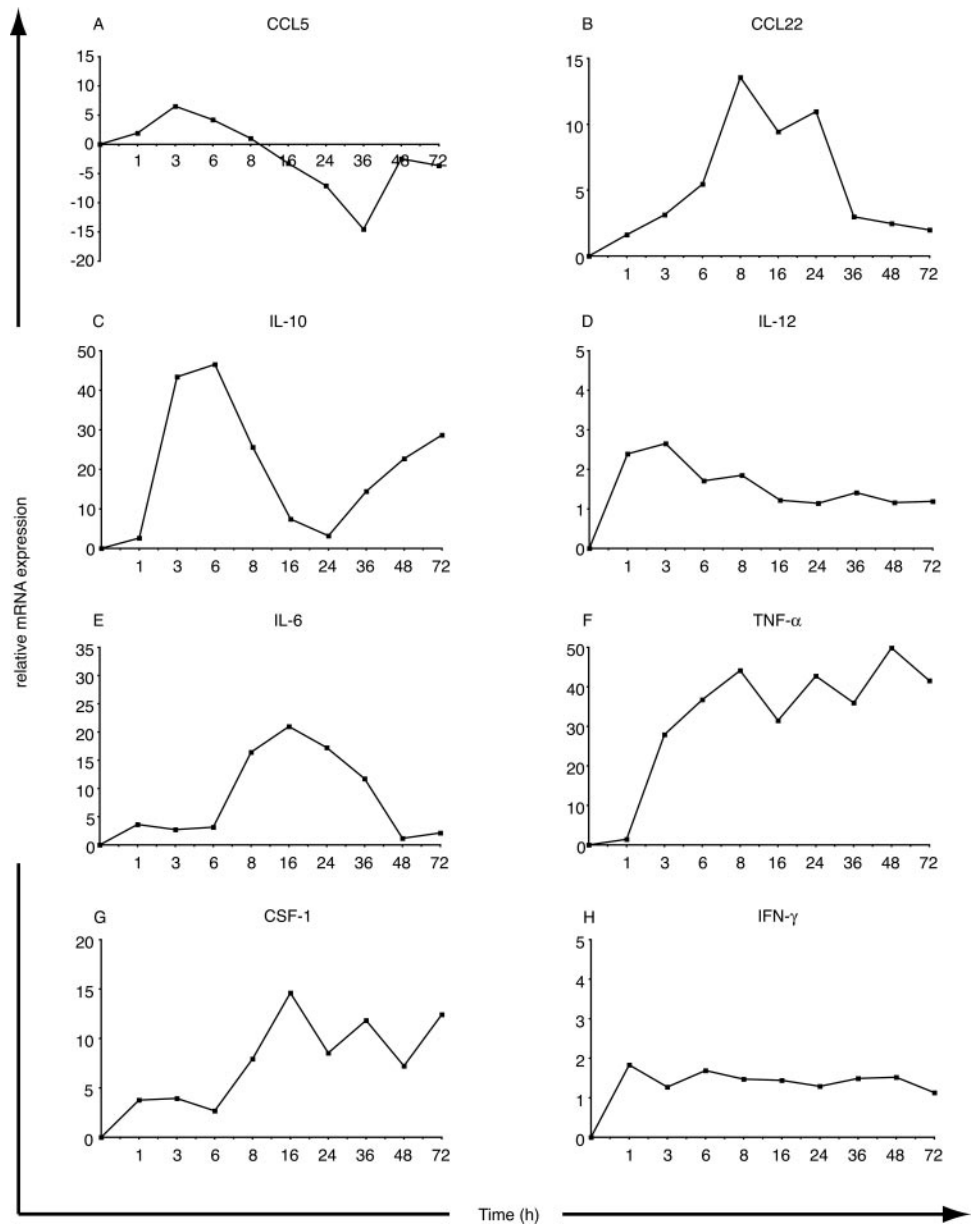 A CCL5
15
10
5
0
-5
-10
-15
-20
1 3 6 8 16 24 36 48 72
B CCL22
15
10
5
0
1 3 6 8 16 24 36 48 72
C IL-10
50
40
30
20
10
0
1 3 6 8 16 24 36 48 72
D IL-12
5
4
3
2
1
0
1 3 6 8 16 24 36 48 72
relative mRNA expression
E IL-6
35
30
25
20
15
10
5
0
1 3 6 8 16 24 36 48 72
F TNF-α
50
40
30
20
10
0
1 3 6 8 16 24 36 48 72
G CSF-1
20
15
10
5
0
1 3 6 8 16 24 36 48 72
H IFN-γ
5
4
3
2
1
0
1 3 6 8 16 24 36 48 72
Time (h)